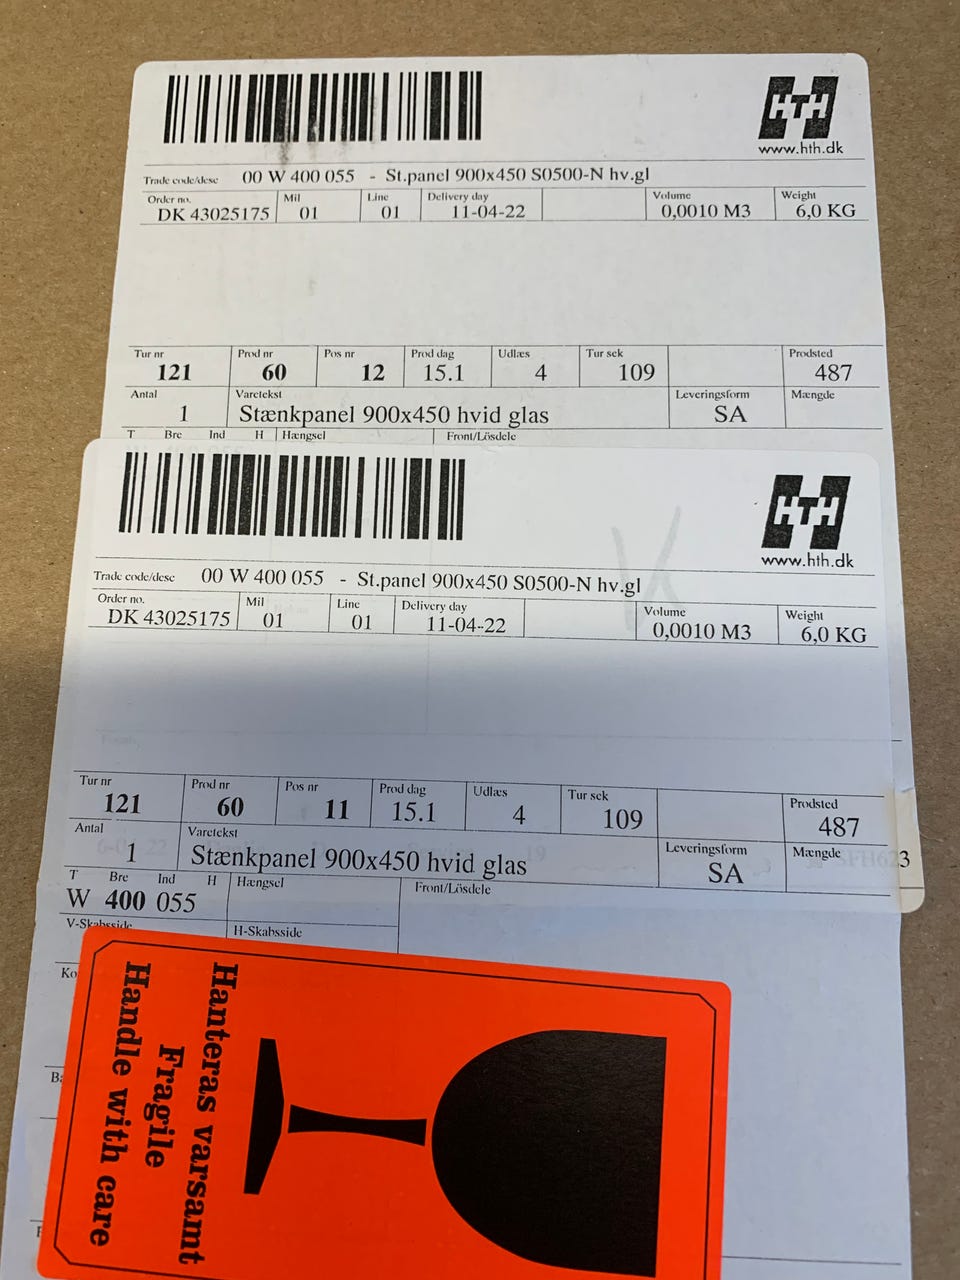 HTH
www.hth.dk
Trade code/desc 00 W 400 055 - St.panel 900x450 S0500-N hv.gl
Order no. Mil Line Delivery day Volume Weight
DK 43025175 01 01 11-04-22 0,0010 M3 6,0 KG
Tur nr Prod nr Pos nr Prod dag Udlæs Tur sek Prodsted
121 60 12 15.1 4 109 487
Antal Varetekst Leveringsform Mængde
1 Stænkpanel 900x450 hvid glas SA
T Bre Ind H Hængsel Front/Lösdele
HTH
www.hth.dk
Trade code/desc 00 W 400 055 - St.panel 900x450 S0500-N hv.gl
Order no. Mil Line Delivery day Volume Weight
DK 43025175 01 01 11-04-22 0,0010 M3 6,0 KG
Tur nr Prod nr Pos nr Prod dag Udlæs Tur sek Prodsted
121 60 11 15.1 4 109 487
Antal Varetekst Leveringsform Mængde
1 Stænkpanel 900x450 hvid glas SA
3
T Bre Ind H Hængsel Front/Lösdele
W 400 055
V-Skabsside H-Skabsside
Hanteras varsamt
Fragile
Handle with care